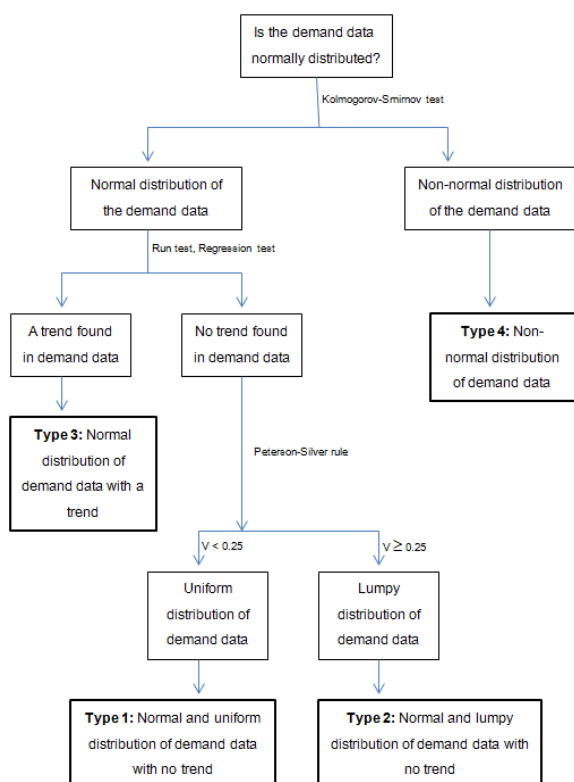 Is the demand data
normally distributed?
Kolmogorov-Smirnov test
Normal distribution of
the demand data
Non-normal distribution
of the demand data
Run test, Regression test
A trend found
in demand data
No trend found
in demand data
Type 4: Non-
normal distribution
of demand data
Type 3: Normal
distribution of
demand data with a
trend
Peterson-Silver rule
V < 0.25
V ≥ 0.25
Uniform
distribution of
demand data
Lumpy
distribution of
demand data
Type 1: Normal and uniform
distribution of demand data
with no trend
Type 2: Normal and lumpy
distribution of demand data with
no trend